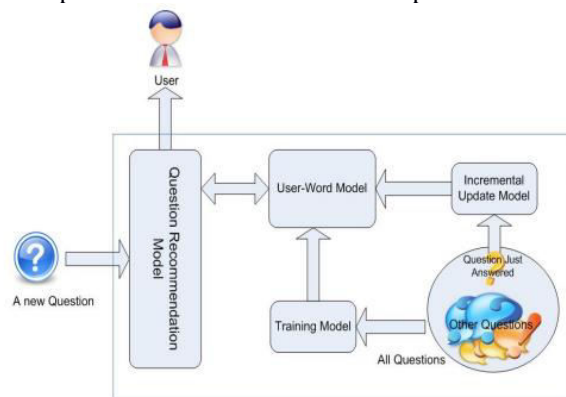 User
Question Recommendation
Model
User-Word Model
Incremental
Update Model
A new Question
Training Model
Question Just
Answered
Other Questions
All Questions